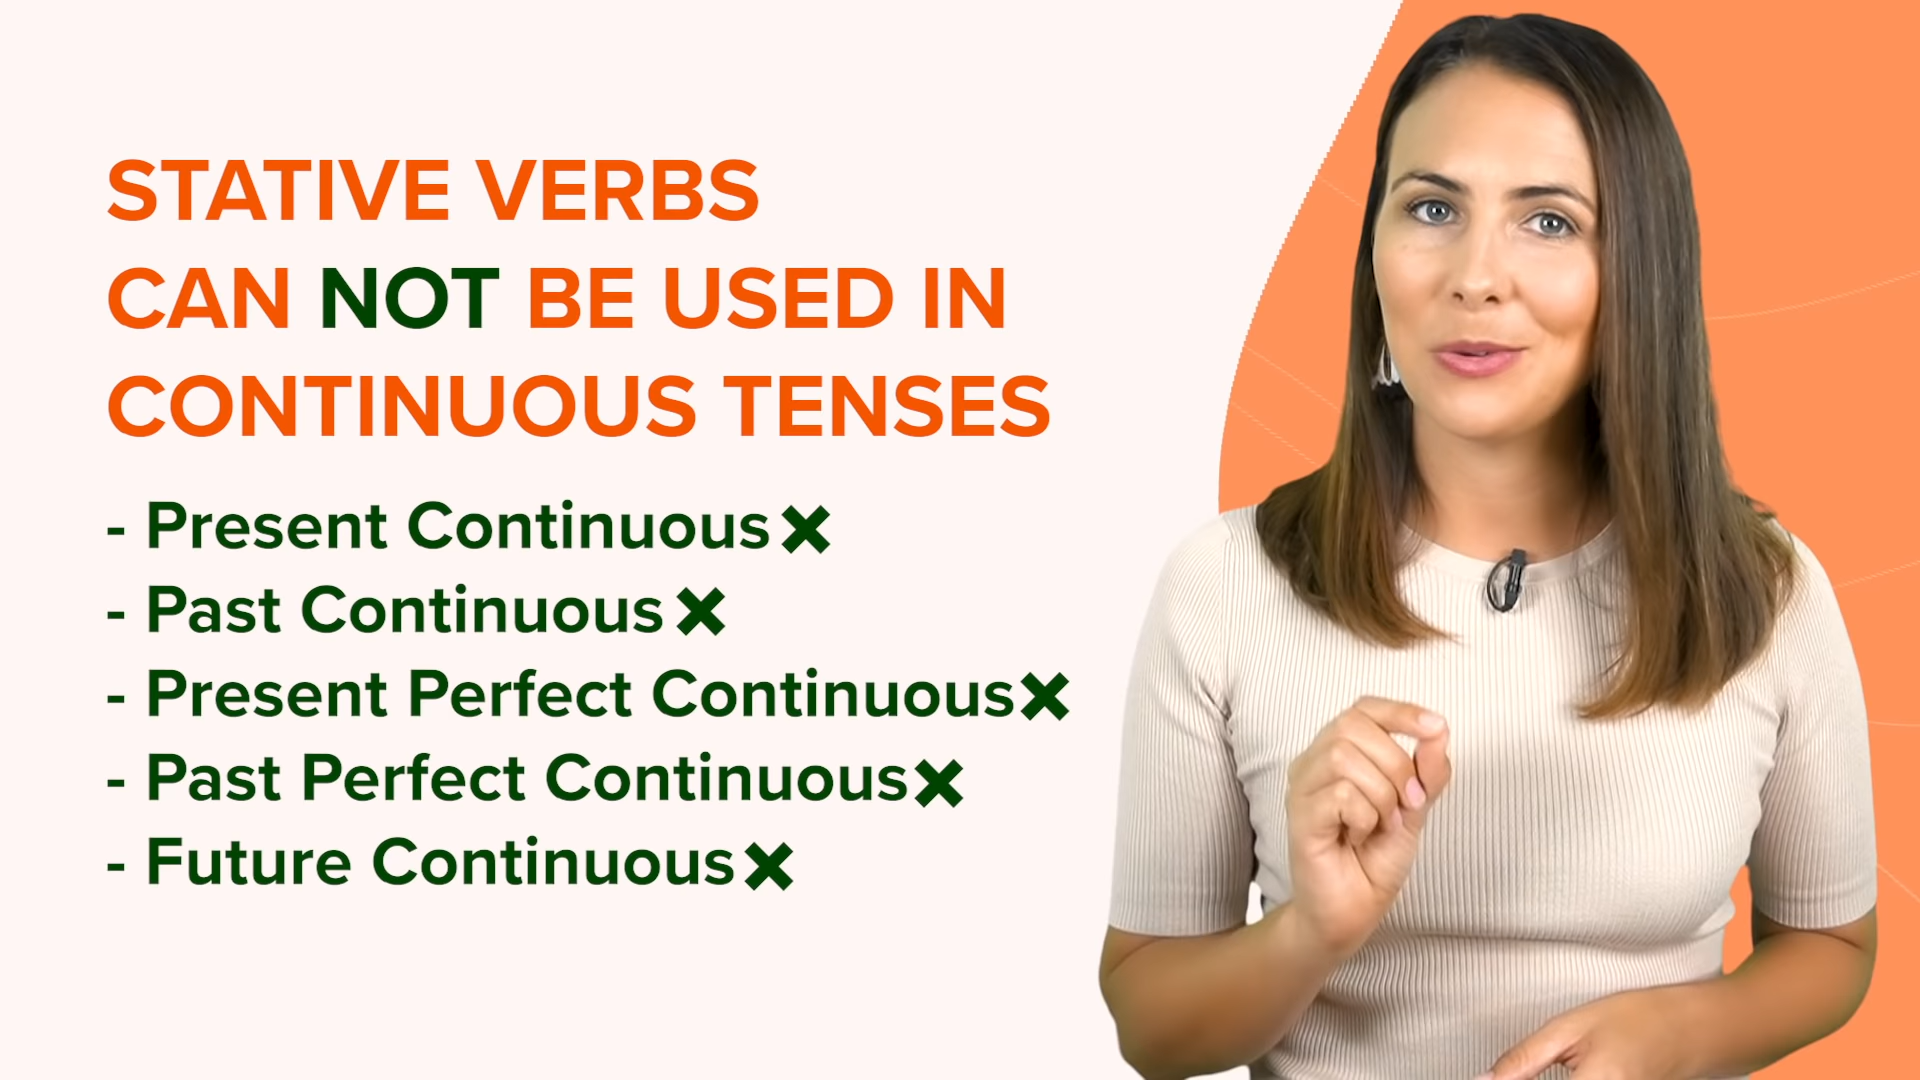 STATIVE VERBS
CAN NOT BE USED IN
CONTINUOUS TENSES
- Present Continuous ✖
- Past Continuous ✖
- Present Perfect Continuous ✖
- Past Perfect Continuous ✖
- Future Continuous ✖